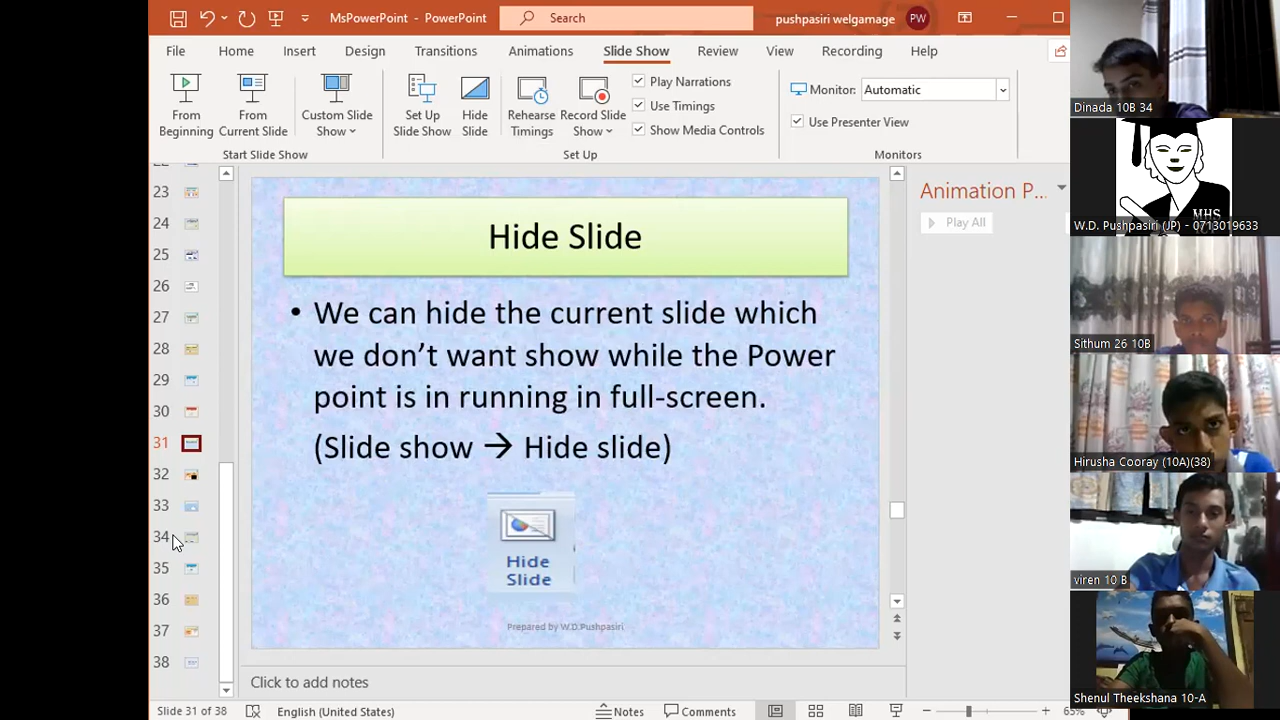 MsPowerPoint - PowerPoint
Search
pushpasiri welgamage
PW
File Home Insert Design Transitions Animations Slide Show Review View Recording Help
From Beginning
From Current Slide
Custom Slide Show
Set Up Slide Show
Hide Slide
Rehearse Timings
Record Slide Show
Play Narrations
Use Timings
Show Media Controls
Monitor: Automatic
Use Presenter View
Start Slide Show
Set Up
Monitors
22
23
24
25
26
27
28
29
30
31
32
33
34
35
36
37
38
Hide Slide
• We can hide the current slide which
we don’t want show while the Power
point is in running in full-screen.
(Slide show → Hide slide)
Hide
Slide
Prepared by W.D.Pushpasiri
Animation P...
Play All
Click to add notes
Slide 31 of 38
English (United Sta
Notes
Comments
65%
Dinada 10B 34
MHS
W.D. Pushpasiri (JP) - 0713019633
Sithum 26 10B
Hirusha Cooray (10A)(38)
viren 10 B
Shenul Theekshana 10-A